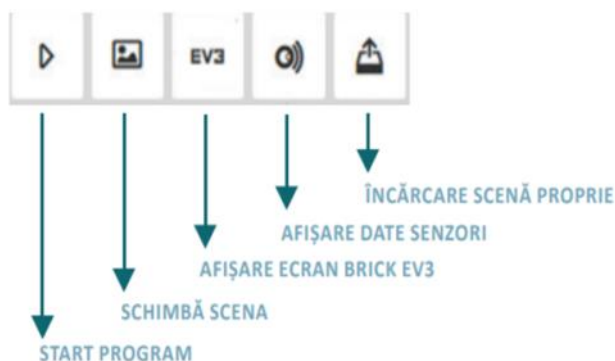 EV3
ÎNCĂRCARE SCENĂ PROPRIE
AFIȘARE DATE SENZORI
AFIȘARE ECRAN BRICK EV3
SCHIMBĂ SCENA
START PROGRAM